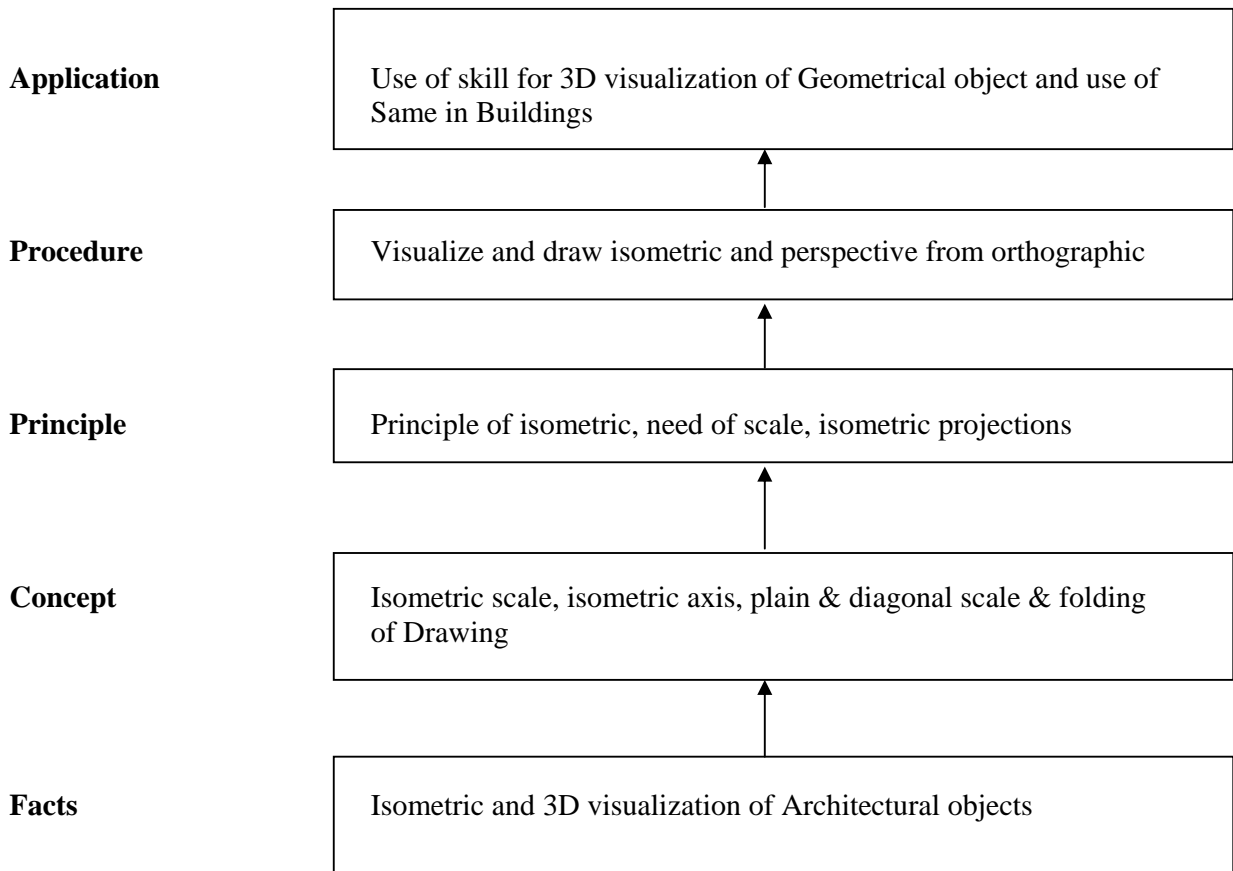 Application
Use of skill for 3D visualization of Geometrical object and use of
Same in Buildings
Procedure
Visualize and draw isometric and perspective from orthographic
Principle
Principle of isometric, need of scale, isometric projections
Concept
Isometric scale, isometric axis, plain & diagonal scale & folding
of Drawing
Facts
Isometric and 3D visualization of Architectural objects